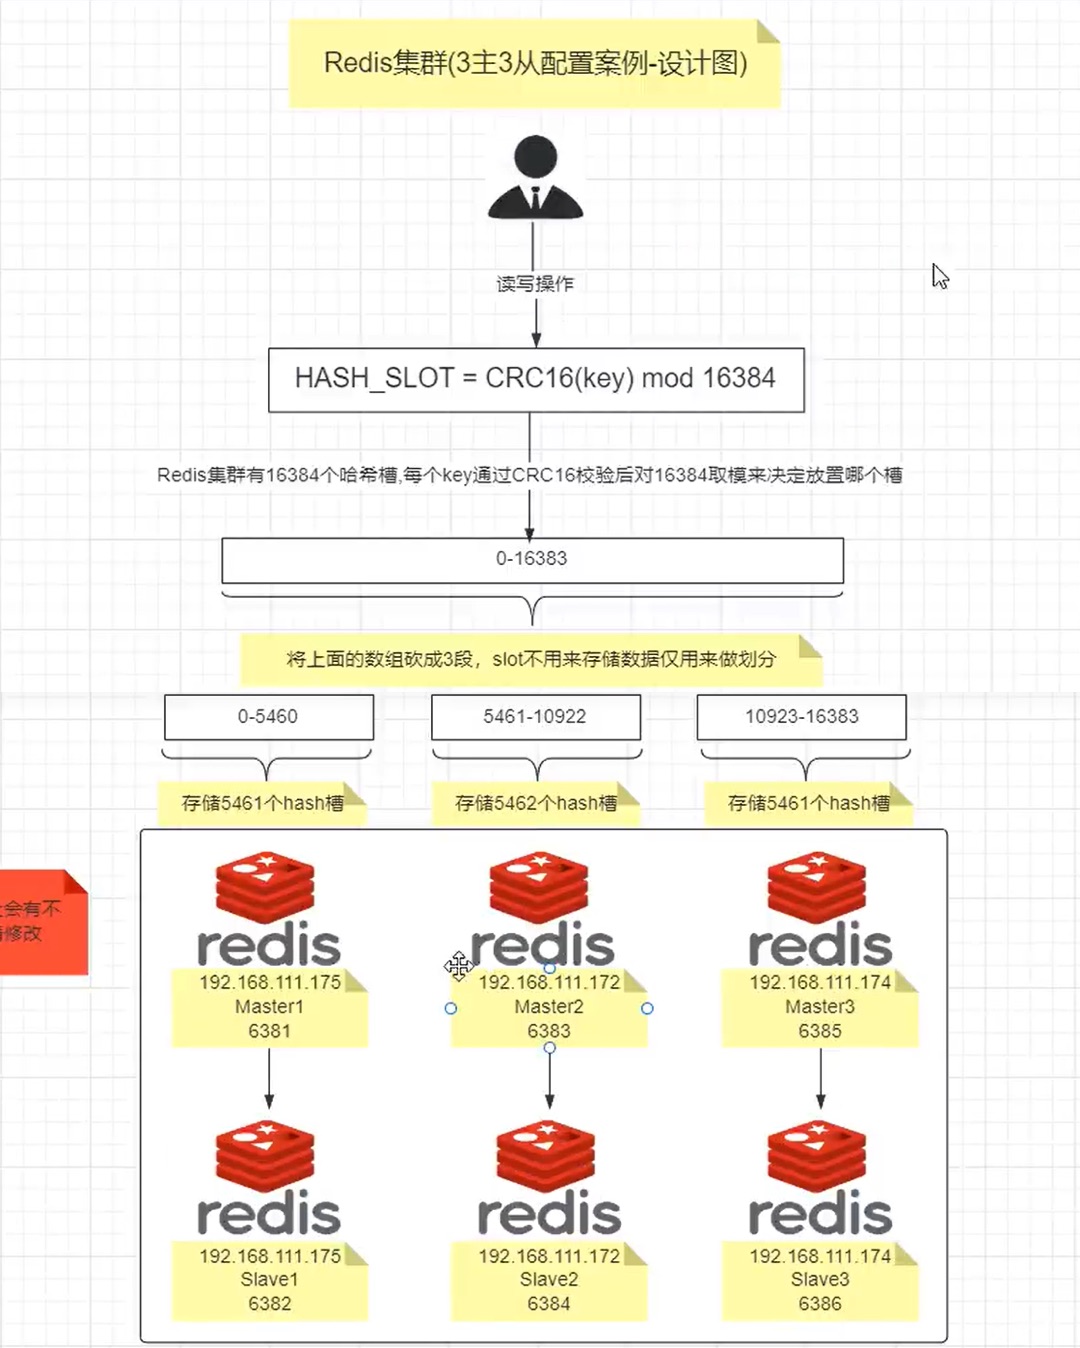 Redis集群(3主3从配置案例-设计图)
读写操作
HASH_SLOT = CRC16(key) mod 16384
Redis集群有16384个哈希槽,每个key通过CRC16校验后对16384取模来决定放置哪个槽
0-16383
将上面的数组砍成3段，slot不用来存储数据仅用来做划分
0-5460
5461-10922
10923-16383
存储5461个hash槽
存储5462个hash槽
存储5461个hash槽
会有不
修改
redis
redis
redis
192.168.111.175
Master1
6381
192.168.111.172
Master2
6383
192.168.111.174
Master3
6385
redis
redis
redis
192.168.111.175
Slave1
6382
192.168.111.172
Slave2
6384
192.168.111.174
Slave3
6386